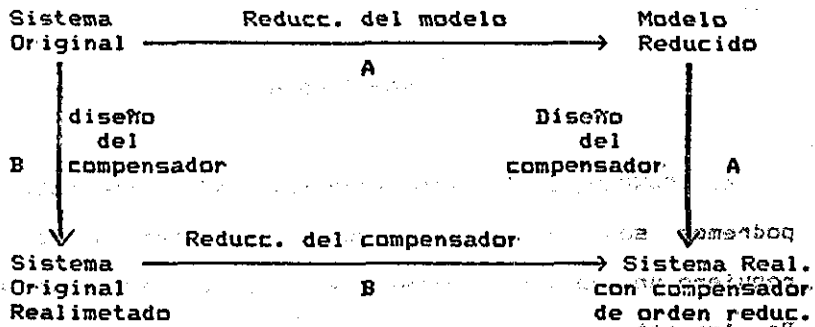 Sistema Reducc. del modelo Modelo
Original Reducido
A
diseño Diseño
del del
B compensador compensador A
Reducc. del compensador
Sistema Sistema Real.
Original B con compensador
Realimetado de orden reduc.